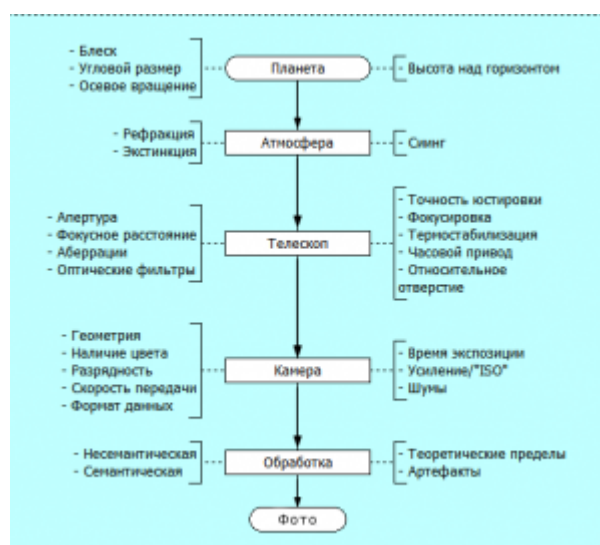 - Блеск
- Угловой размер
- Осевое вращение
Планета
- Высота над горизонтом
- Рефракция
- Экстинкция
Атмосфера
- Сиинг
- Апертура
- Фокусное расстояние
- Аберрации
- Оптические фильтры
Телескоп
- Точность юстировки
- Фокусировка
- Термостабилизация
- Часовой привод
- Относительное
отверстие
- Геометрия
- Наличие цвета
- Разрядность
- Скорость передачи
- Формат данных
Камера
- Время экспозиции
- Усиление/"ISO"
- Шумы
- Несемантическая
- Семантическая
Обработка
- Теоретические пределы
- Артефакты
Фото